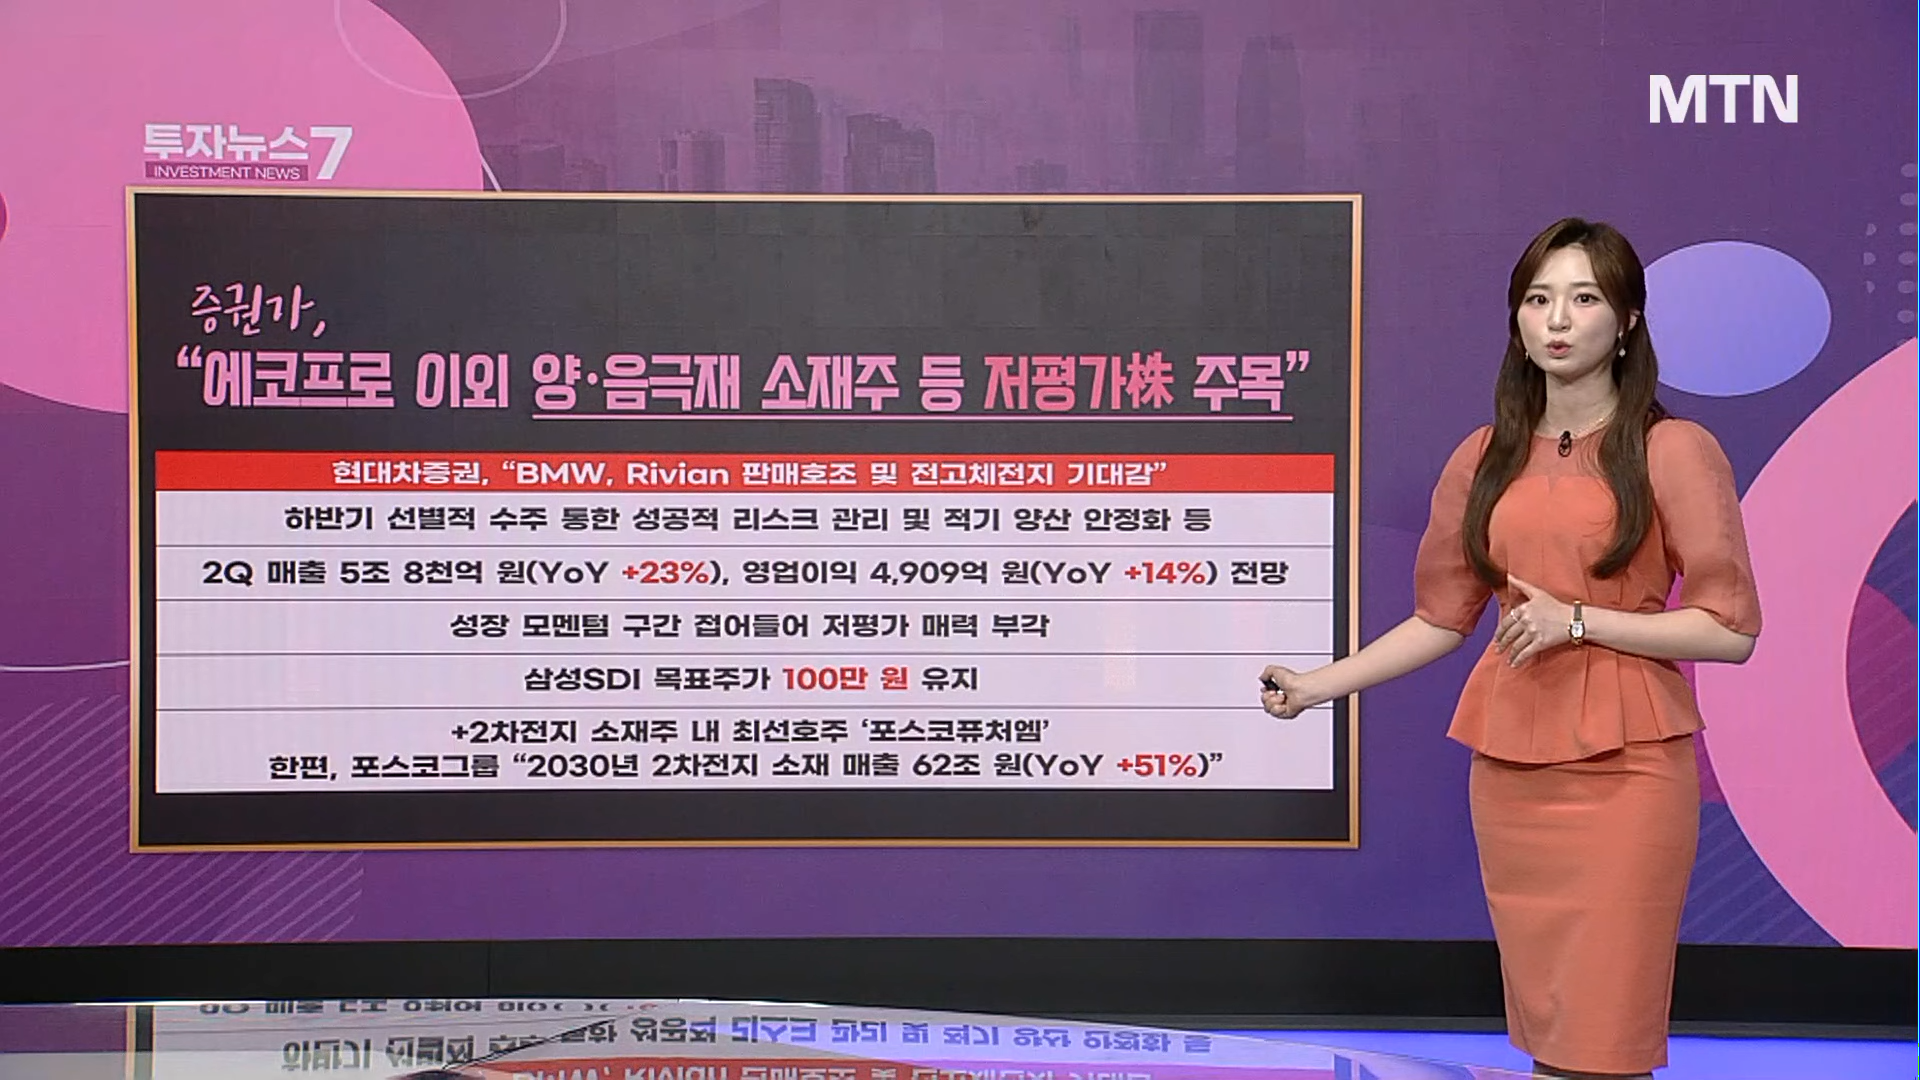 MTN
투자뉴스7
INVESTMENT NEWS
증권가,
“에코프로 이외 양·음극재 소재주 등 저평가株 주목”
현대차증권, “BMW, Rivian 판매호조 및 전고체전지 기대감”
하반기 선별적 수주 통한 성공적 리스크 관리 및 적기 양산 안정화 등
2Q 매출 5조 8천억 원(YoY +23%), 영업이익 4,909억 원(YoY +14%) 전망
성장 모멘텀 구간 접어들어 저평가 매력 부각
삼성SDI 목표주가 100만 원 유지
+2차전지 소재주 내 최선호주 ‘포스코퓨처엠’
한편, 포스코그룹 “2030년 2차전지 소재 매출 62조 원(YoY +51%)”